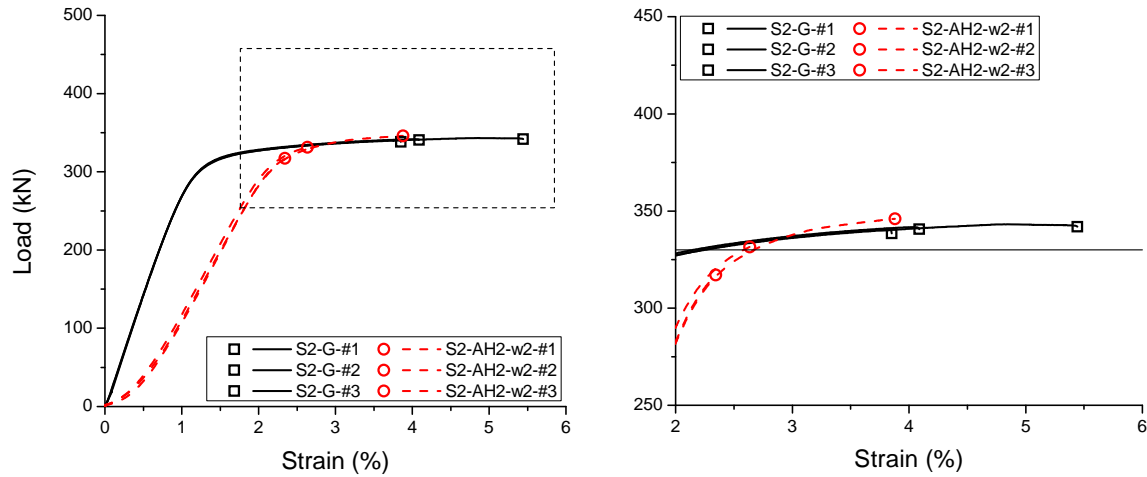 500
400
300
200
100
0
Load (kN)
0 1 2 3 4 5 6
Strain (%)
S2-G-#1 S2-AH2-w2-#1
S2-G-#2 S2-AH2-w2-#2
S2-G-#3 S2-AH2-w2-#3
450
400
350
300
250
2 3 4 5 6
Strain (%)
S2-G-#1 S2-AH2-w2-#1
S2-G-#2 S2-AH2-w2-#2
S2-G-#3 S2-AH2-w2-#3